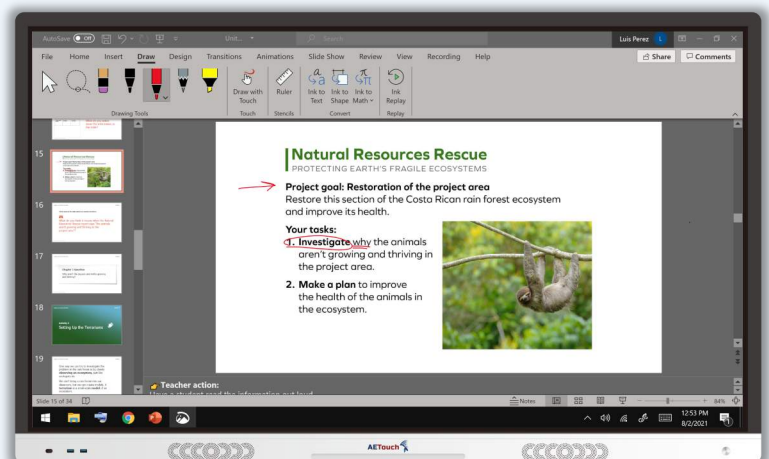 AutoSave Off Unit... Search Luis Perez L
File Home Insert Draw Design Transitions Animations Slide Show Review View Recording Help Share Comments
Draw with Touch
Ruler
Ink to Text
Ink to Shape
Ink to Math
Ink Replay
Drawing Tools Touch Stencils Convert Replay
15
16
17
18
Setting Up the Terrariums
19
Natural Resources Rescue
PROTECTING EARTH'S FRAGILE ECOSYSTEMS
Project goal: Restoration of the project area
Restore this section of the Costa Rican rain forest ecosystem
and improve its health.
Your tasks:
1. Investigate why the animals
aren't growing and thriving in
the project area.
2. Make a plan to improve
the health of the animals in
the ecosystem.
Teacher action:
Have a student read the information out loud
Slide 15 of 34 Notes 84%
12:53 PM
8/2/2021
AETouch